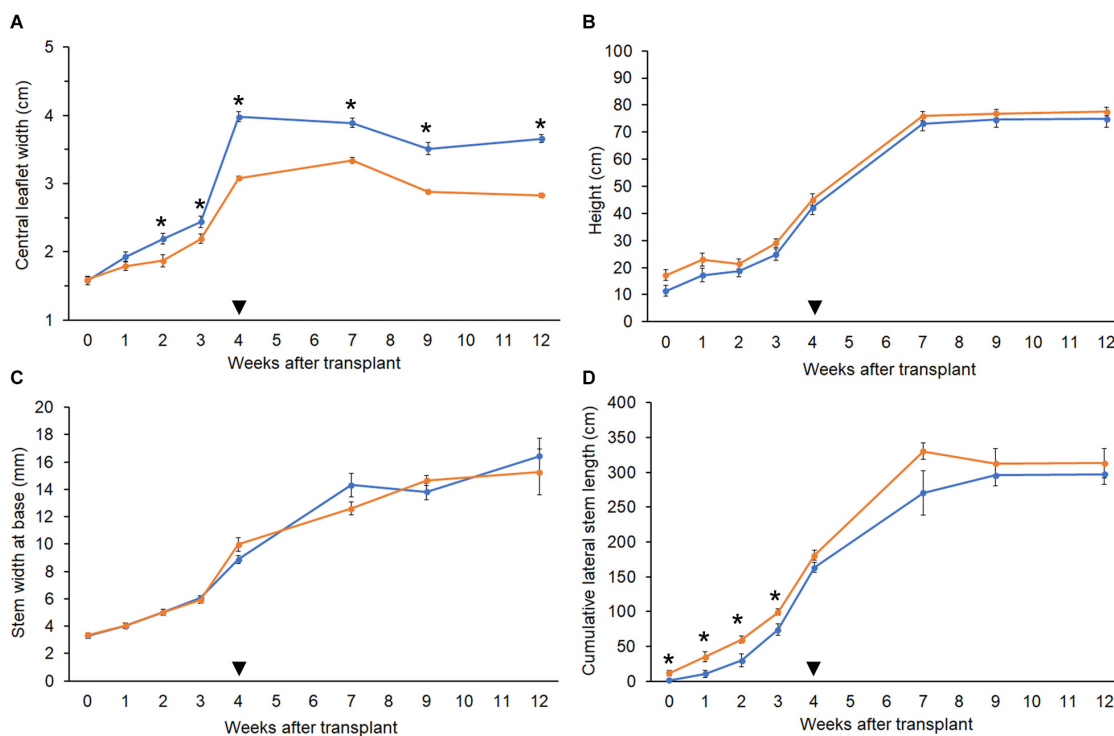 A
Central leaflet width (cm)
5
4
3
2
1
* * * * * *
0 1 2 3 4 5 6 7 8 9 10 11 12
Weeks after transplant
B
Height (cm)
100
90
80
70
60
50
40
30
20
10
0
0 1 2 3 4 5 6 7 8 9 10 11 12
Weeks after transplant
C
Stem width at base (mm)
20
18
16
14
12
10
8
6
4
2
0
0 1 2 3 4 5 6 7 8 9 10 11 12
Weeks after transplant
D
Cumulative lateral stem length (cm)
400
350
300
250
200
150
100
50
0
* * * *
0 1 2 3 4 5 6 7 8 9 10 11 12
Weeks after transplant